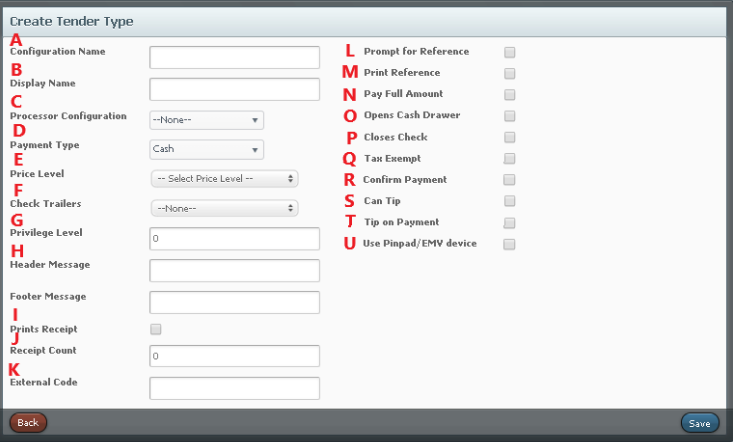 Create Tender Type
A
Configuration Name
B
Display Name
C
Processor Configuration --None--
D
Payment Type Cash
E
Price Level -- Select Price Level --
F
Check Trailers --None--
G
Privilege Level 0
H
Header Message
Footer Message
I
Prints Receipt
J
Receipt Count 0
K
External Code
L Prompt for Reference
M Print Reference
N Pay Full Amount
O Opens Cash Drawer
P Closes Check
Q Tax Exempt
R Confirm Payment
S Can Tip
T Tip on Payment
U Use Pinpad/EMV device
Back Save